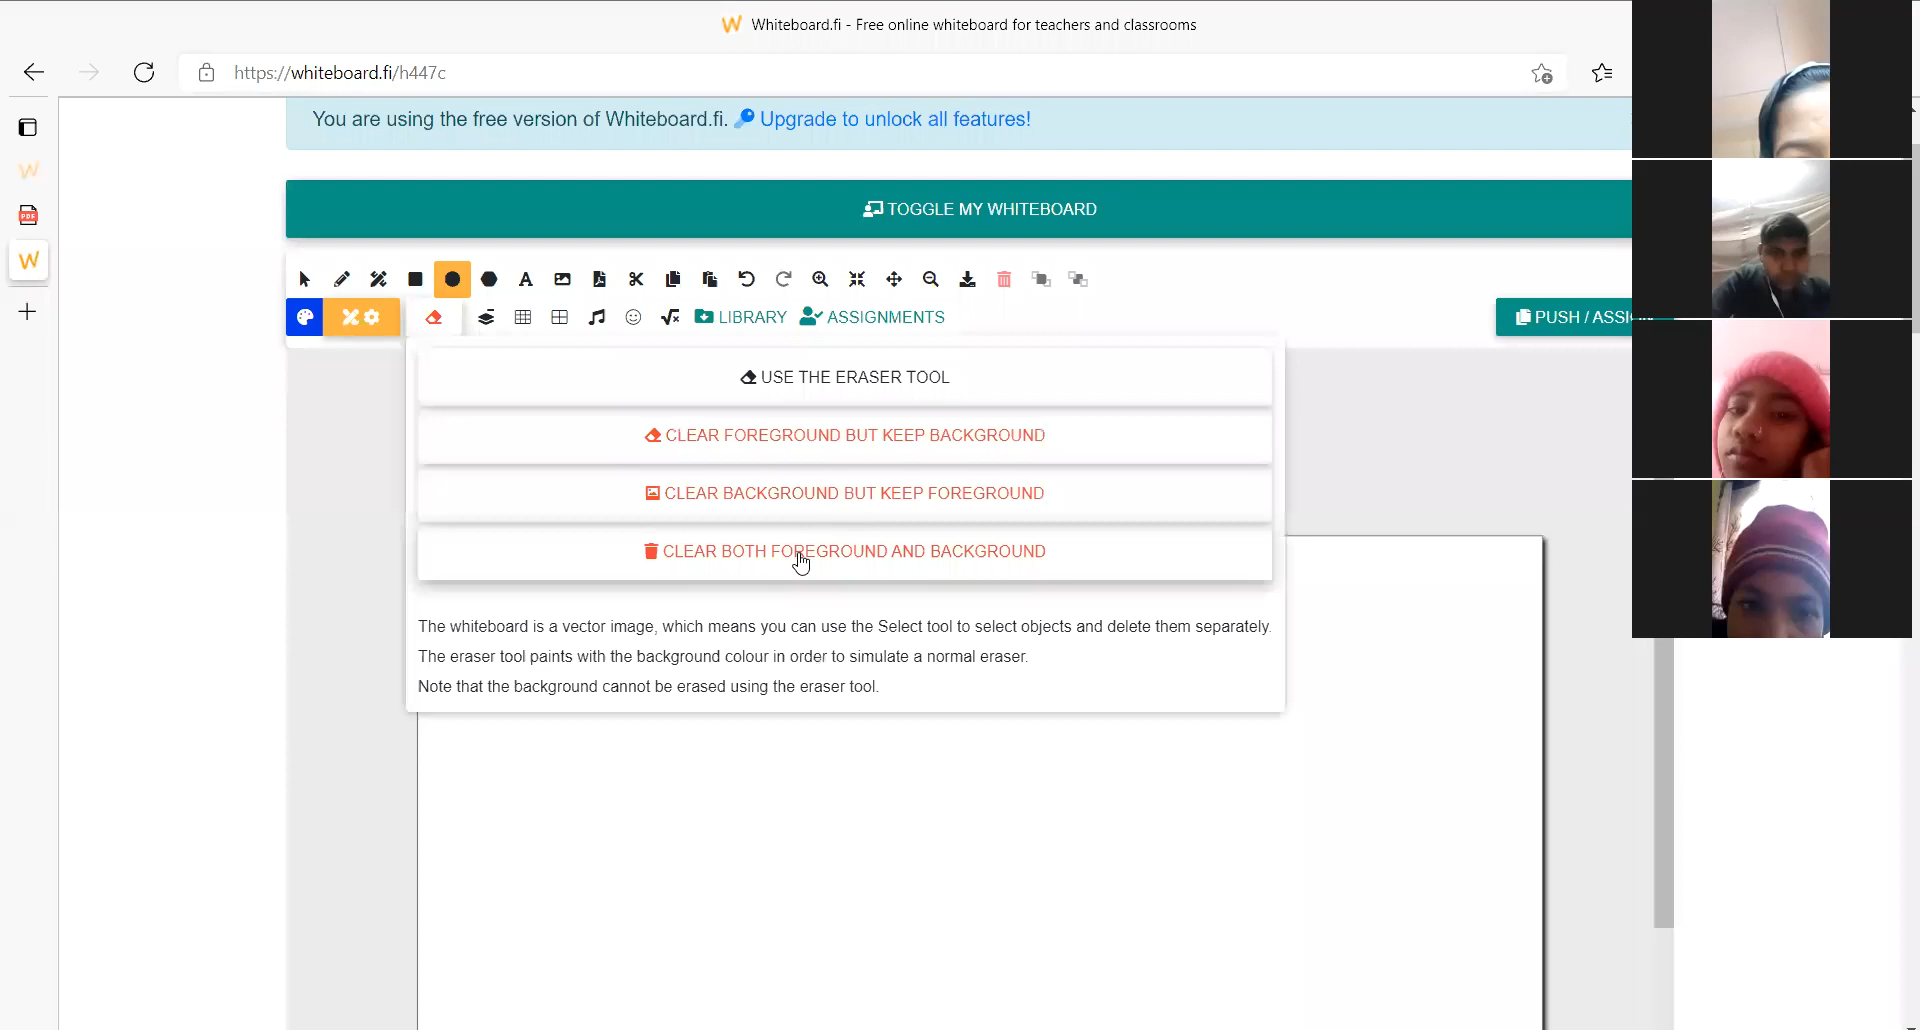 Whiteboard.fi - Free online whiteboard for teachers and classrooms
https://whiteboard.fi/h447c
You are using the free version of Whiteboard.fi. Upgrade to unlock all features!
TOGGLE MY WHITEBOARD
LIBRARY ASSIGNMENTS
PUSH /
USE THE ERASER TOOL
CLEAR FOREGROUND BUT KEEP BACKGROUND
CLEAR BACKGROUND BUT KEEP FOREGROUND
CLEAR BOTH FOREGROUND AND BACKGROUND
The whiteboard is a vector image, which means you can use the Select tool to select objects and delete them separately.
The eraser tool paints with the background colour in order to simulate a normal eraser.
Note that the background cannot be erased using the eraser tool.